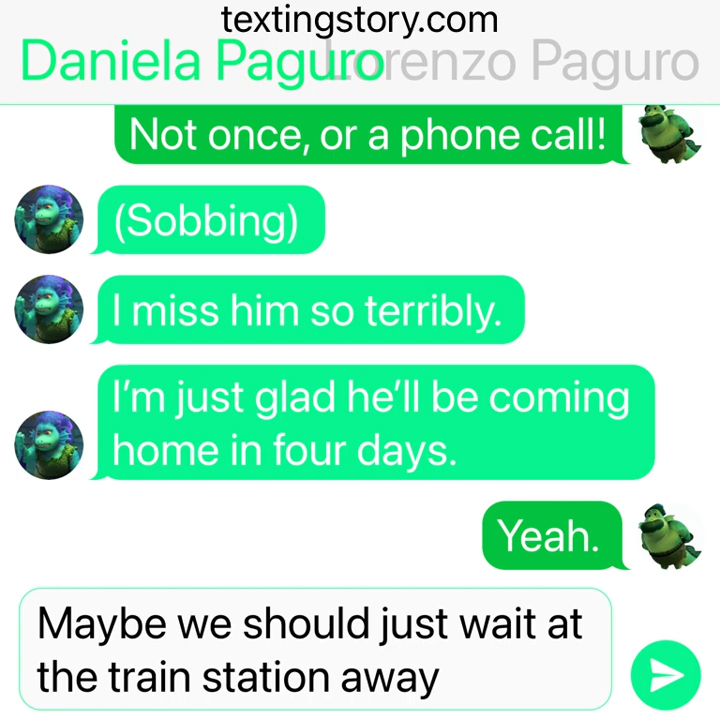 textingstory.com
Daniela Paguro
Lorenzo Paguro
Not once, or a phone call!
(Sobbing)
I miss him so terribly.
I’m just glad he’ll be coming
home in four days.
Yeah.
Maybe we should just wait at
the train station away